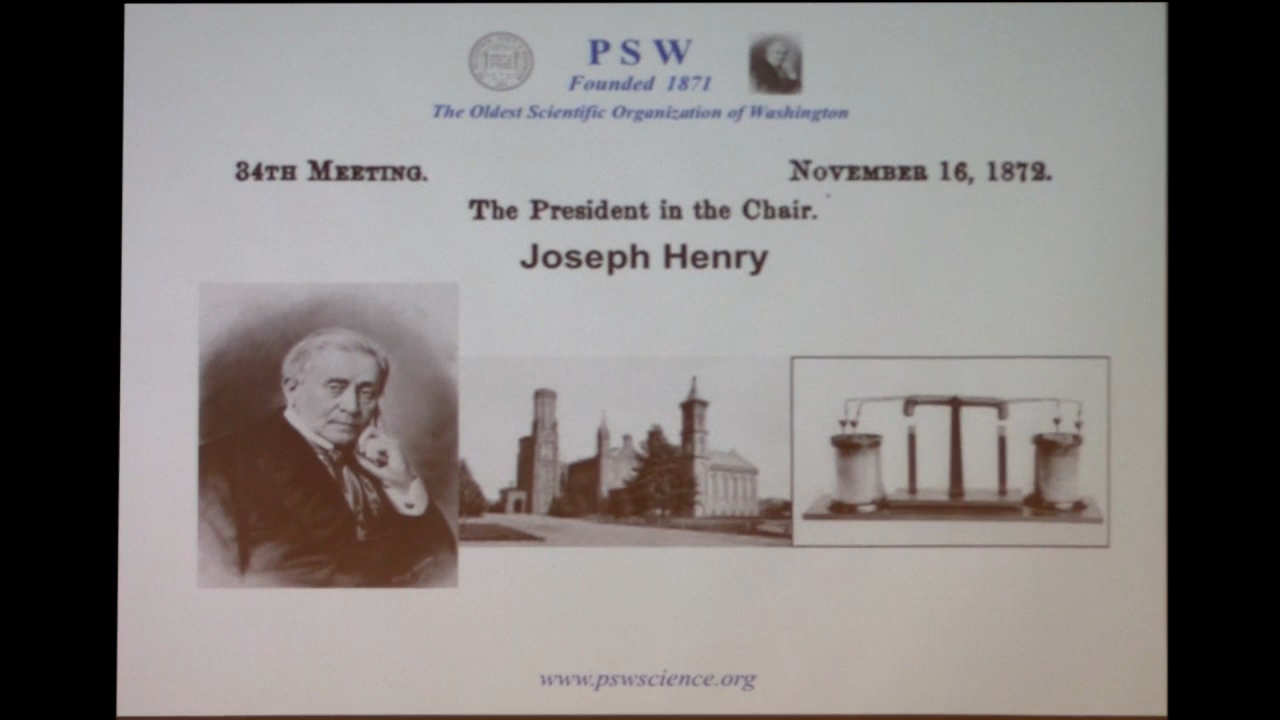 PSW
Founded 1871
The Oldest Scientific Organization of Washington
34TH MEETING. NOVEMBER 16, 1872.
The President in the Chair.
Joseph Henry
www.pswscience.org